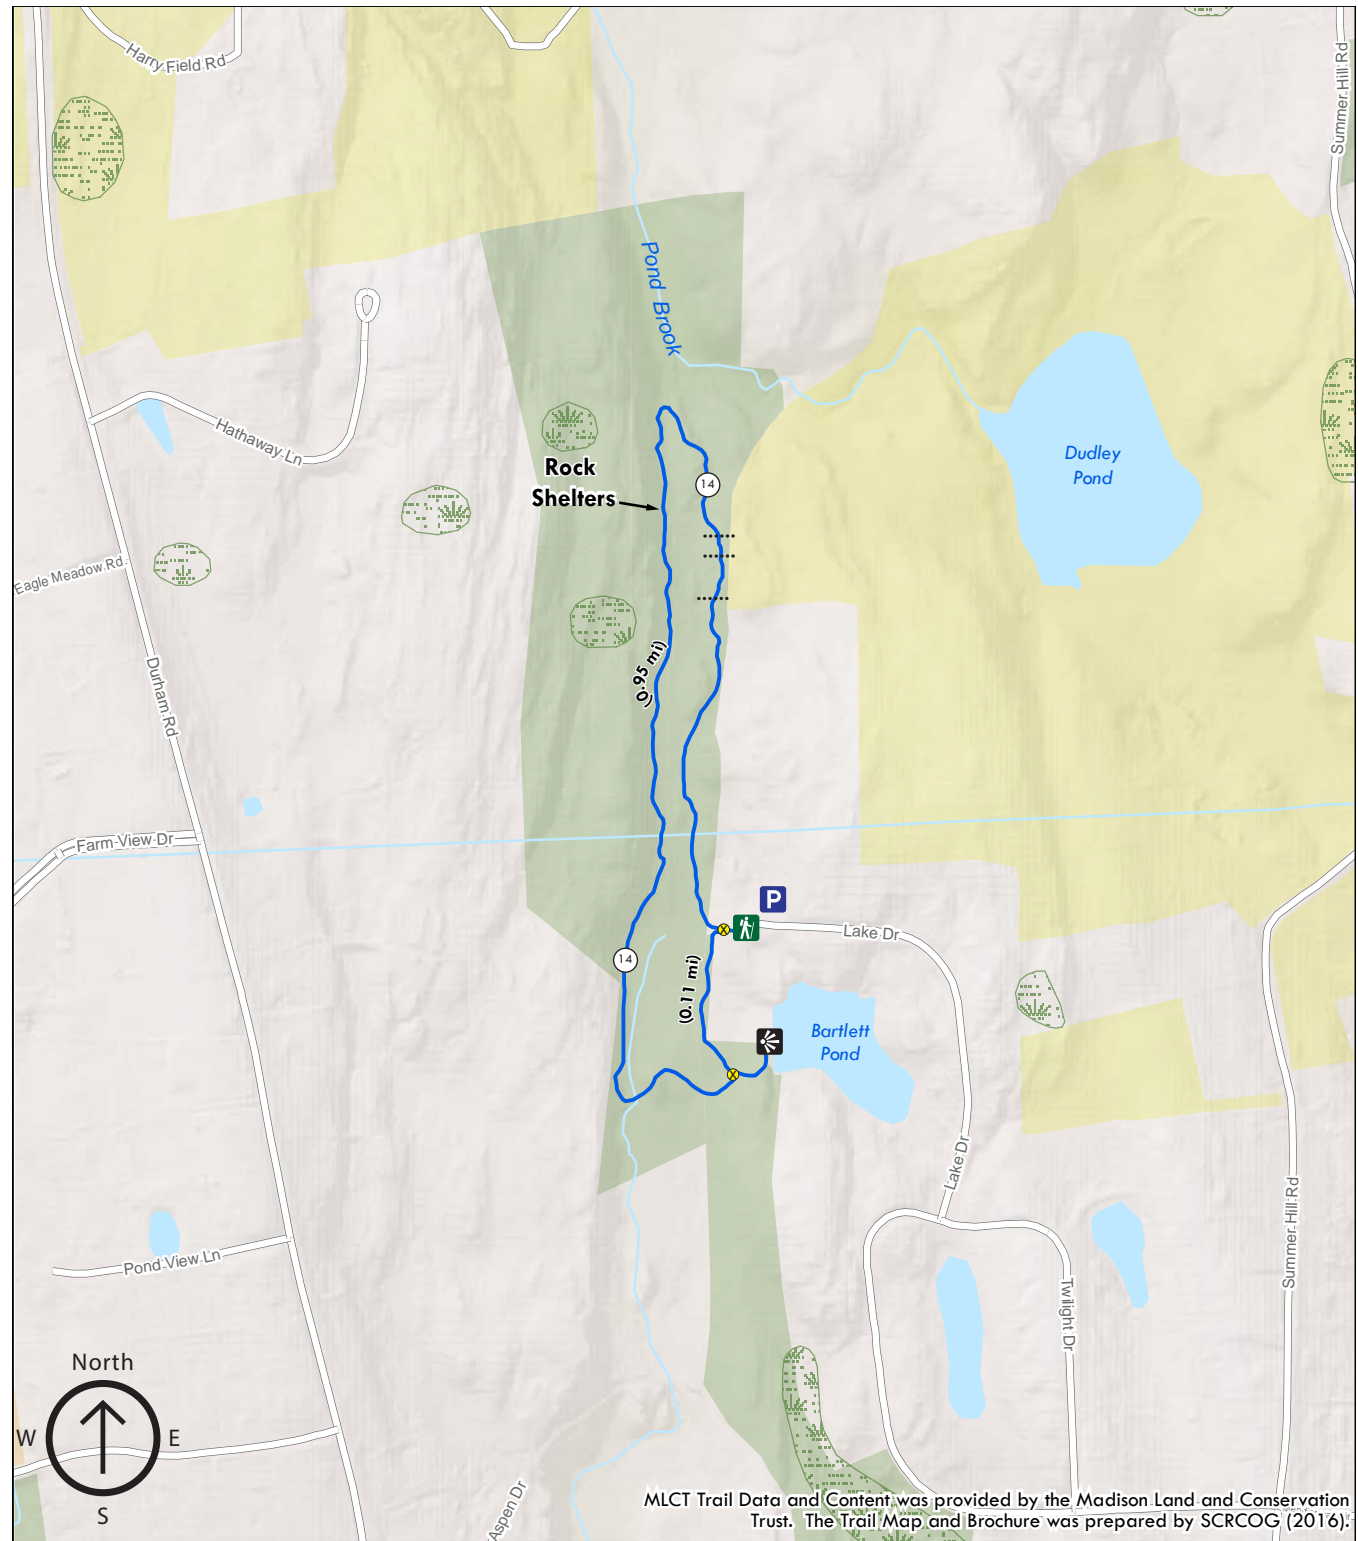 Harry Field Rd
Summer Hill Rd
Pond Brook
Hathaway Ln
Dudley
Pond
Rock
Shelters
14
Eagle Meadow Rd
(0.95 mi)
Durham Rd
Farm View Dr
P
Lake Dr
14
(0.11 mi)
X
X
Bartlett
Pond
Lake Dr
Summer Hill Rd
Pond View Ln
Twilight Dr
North
W
E
S
Aspen Dr
MLCT Trail Data and Content was provided by the Madison Land and Conservation
Trust. The Trail Map and Brochure was prepared by SCRCOG (2016).